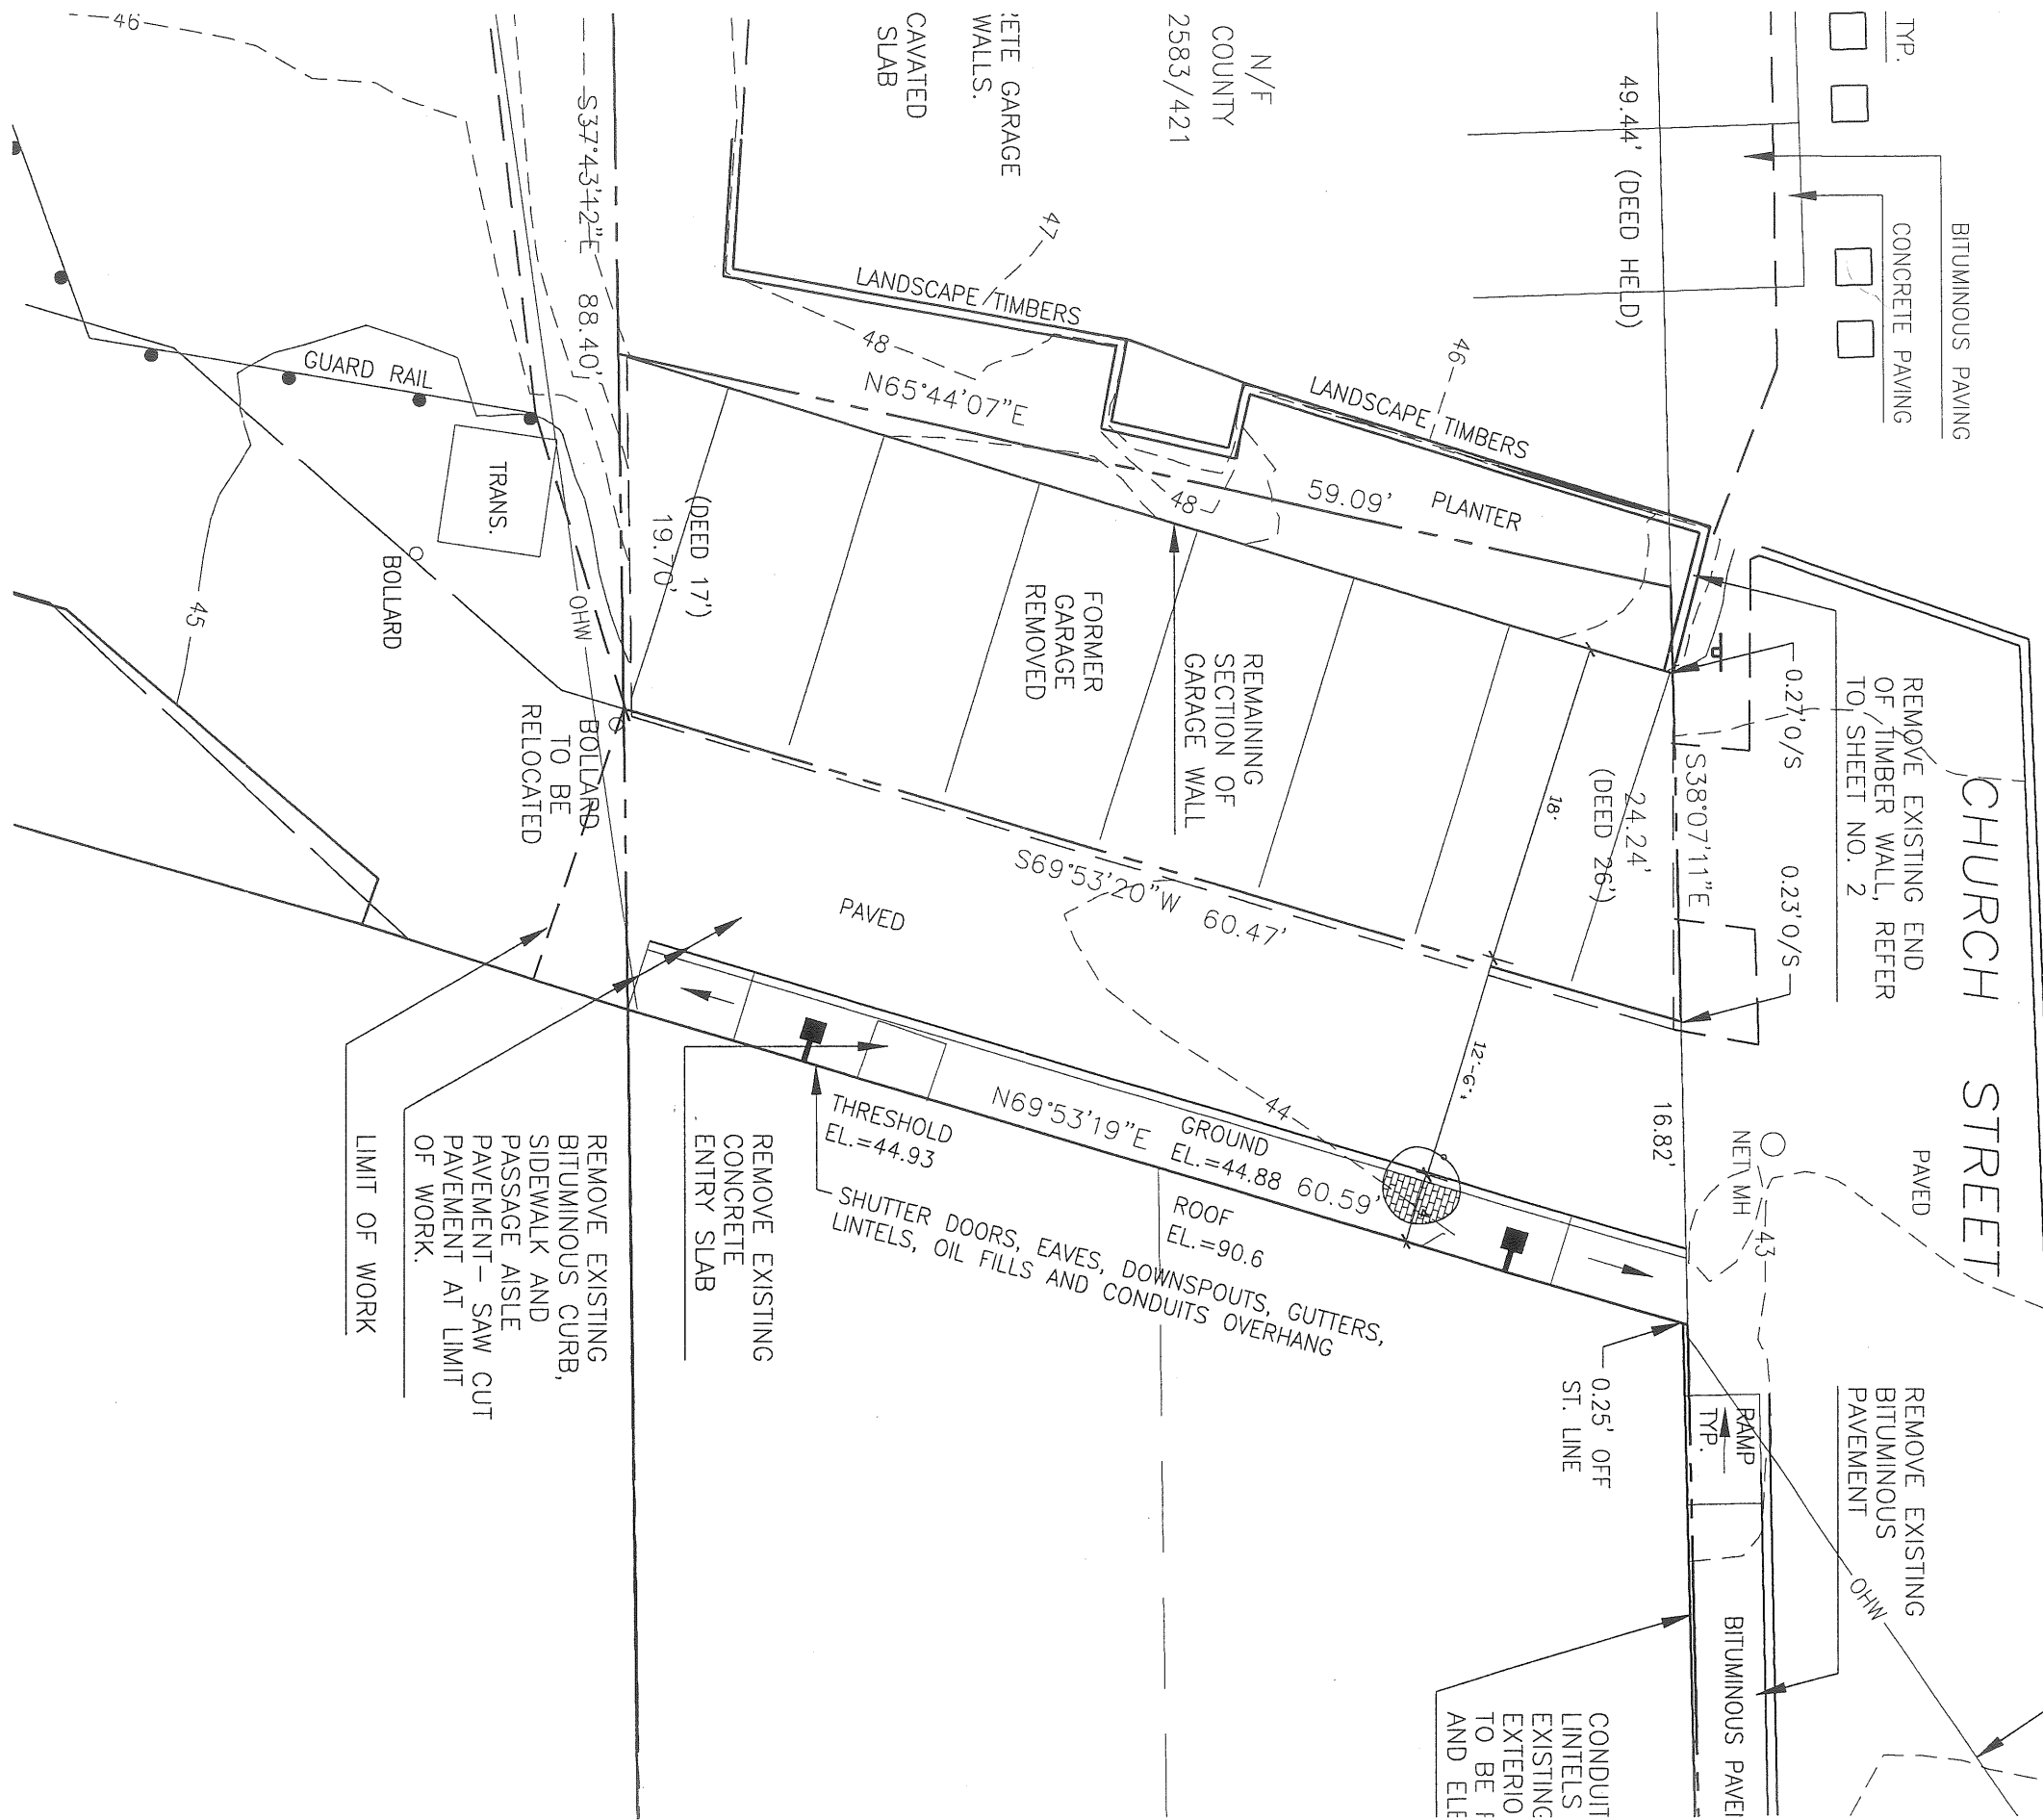 TYP.
BITUMINOUS PAVING
CONCRETE PAVING
49.44' (DEED HELD)
N/F
COUNTY
2583/421
ETE GARAGE
WALLS.
CAVATED
SLAB
46
S37°43'12"E 88.40'
47
LANDSCAPE TIMBERS
48
N65°44'07"E
46
LANDSCAPE TIMBERS
59.09'
PLANTER
48
GUARD RAIL
TRANS.
BOLLARD
45
OHW
(DEED 17')
19.70'
FORMER
GARAGE
REMOVED
REMAINING
SECTION OF
GARAGE WALL
BOLLARD
TO BE
RELOCATED
CHURCH STREET
REMOVE EXISTING END
OF TIMBER WALL, REFER
TO SHEET NO. 2
0.27'O/S
0.23'O/S
S38°07'11"E
24.24'
(DEED 26')
18'
S69°53'20"W 60.47'
PAVED
12'-6"±
16.82'
PAVED
NET MH
43
44
N69°53'19"E 60.59'
GROUND
EL.=44.88
ROOF
EL.=90.6
THRESHOLD
EL.=44.93
SHUTTER DOORS, EAVES, DOWNSPOUTS, GUTTERS,
LINTELS, OIL FILLS AND CONDUITS OVERHANG
REMOVE EXISTING
CONCRETE
ENTRY SLAB
REMOVE EXISTING
BITUMINOUS CURB,
SIDEWALK AND
PASSAGE AISLE
PAVEMENT- SAW CUT
PAVEMENT AT LIMIT
OF WORK.
LIMIT OF WORK
0.25' OFF
ST. LINE
RAMP
TYP.
REMOVE EXISTING
BITUMINOUS
PAVEMENT
OHW
BITUMINOUS PAVE
CONDUIT
LINTELS
EXISTING
EXTERIO
TO BE
AND ELE